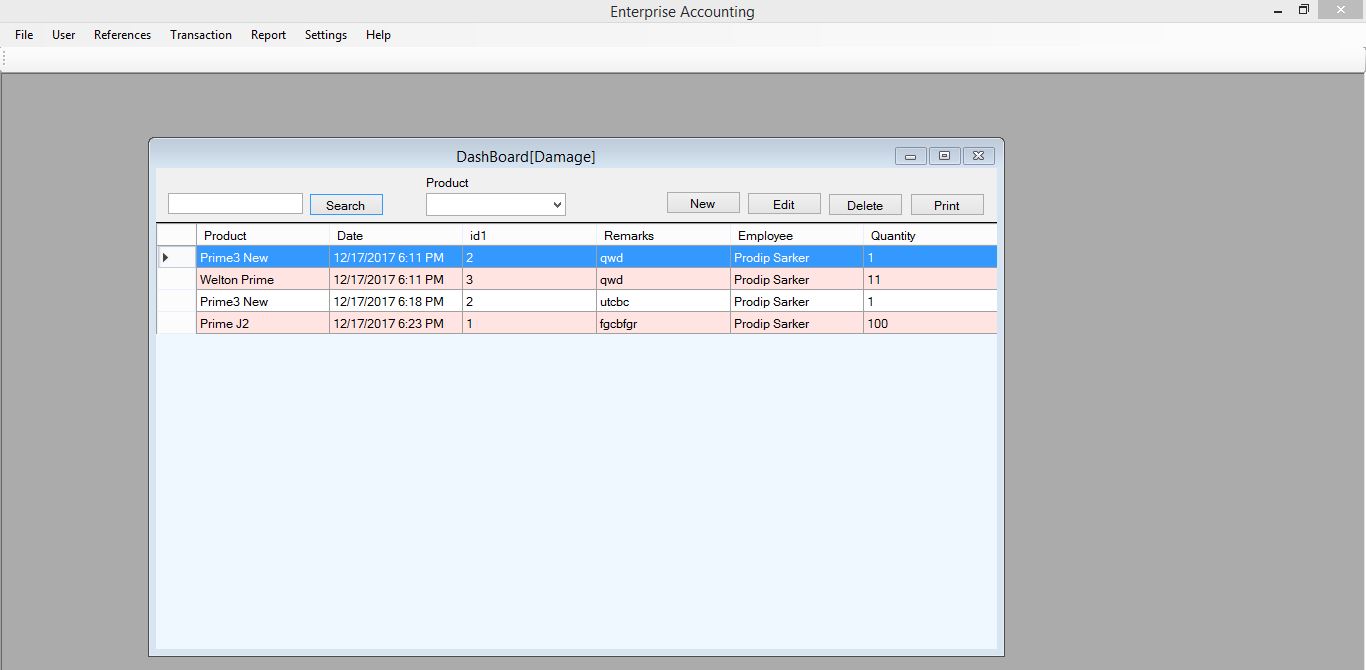 Enterprise Accounting
File User References Transaction Report Settings Help
DashBoard[Damage]
Product
Search New Edit Delete Print
Product Date id1 Remarks Employee Quantity
Prime3 New 12/17/2017 6:11 PM 2 qwd Prodip Sarker 1
Welton Prime 12/17/2017 6:11 PM 3 qwd Prodip Sarker 11
Prime3 New 12/17/2017 6:18 PM 2 utcbc Prodip Sarker 1
Prime J2 12/17/2017 6:23 PM 1 fgcbfgr Prodip Sarker 100